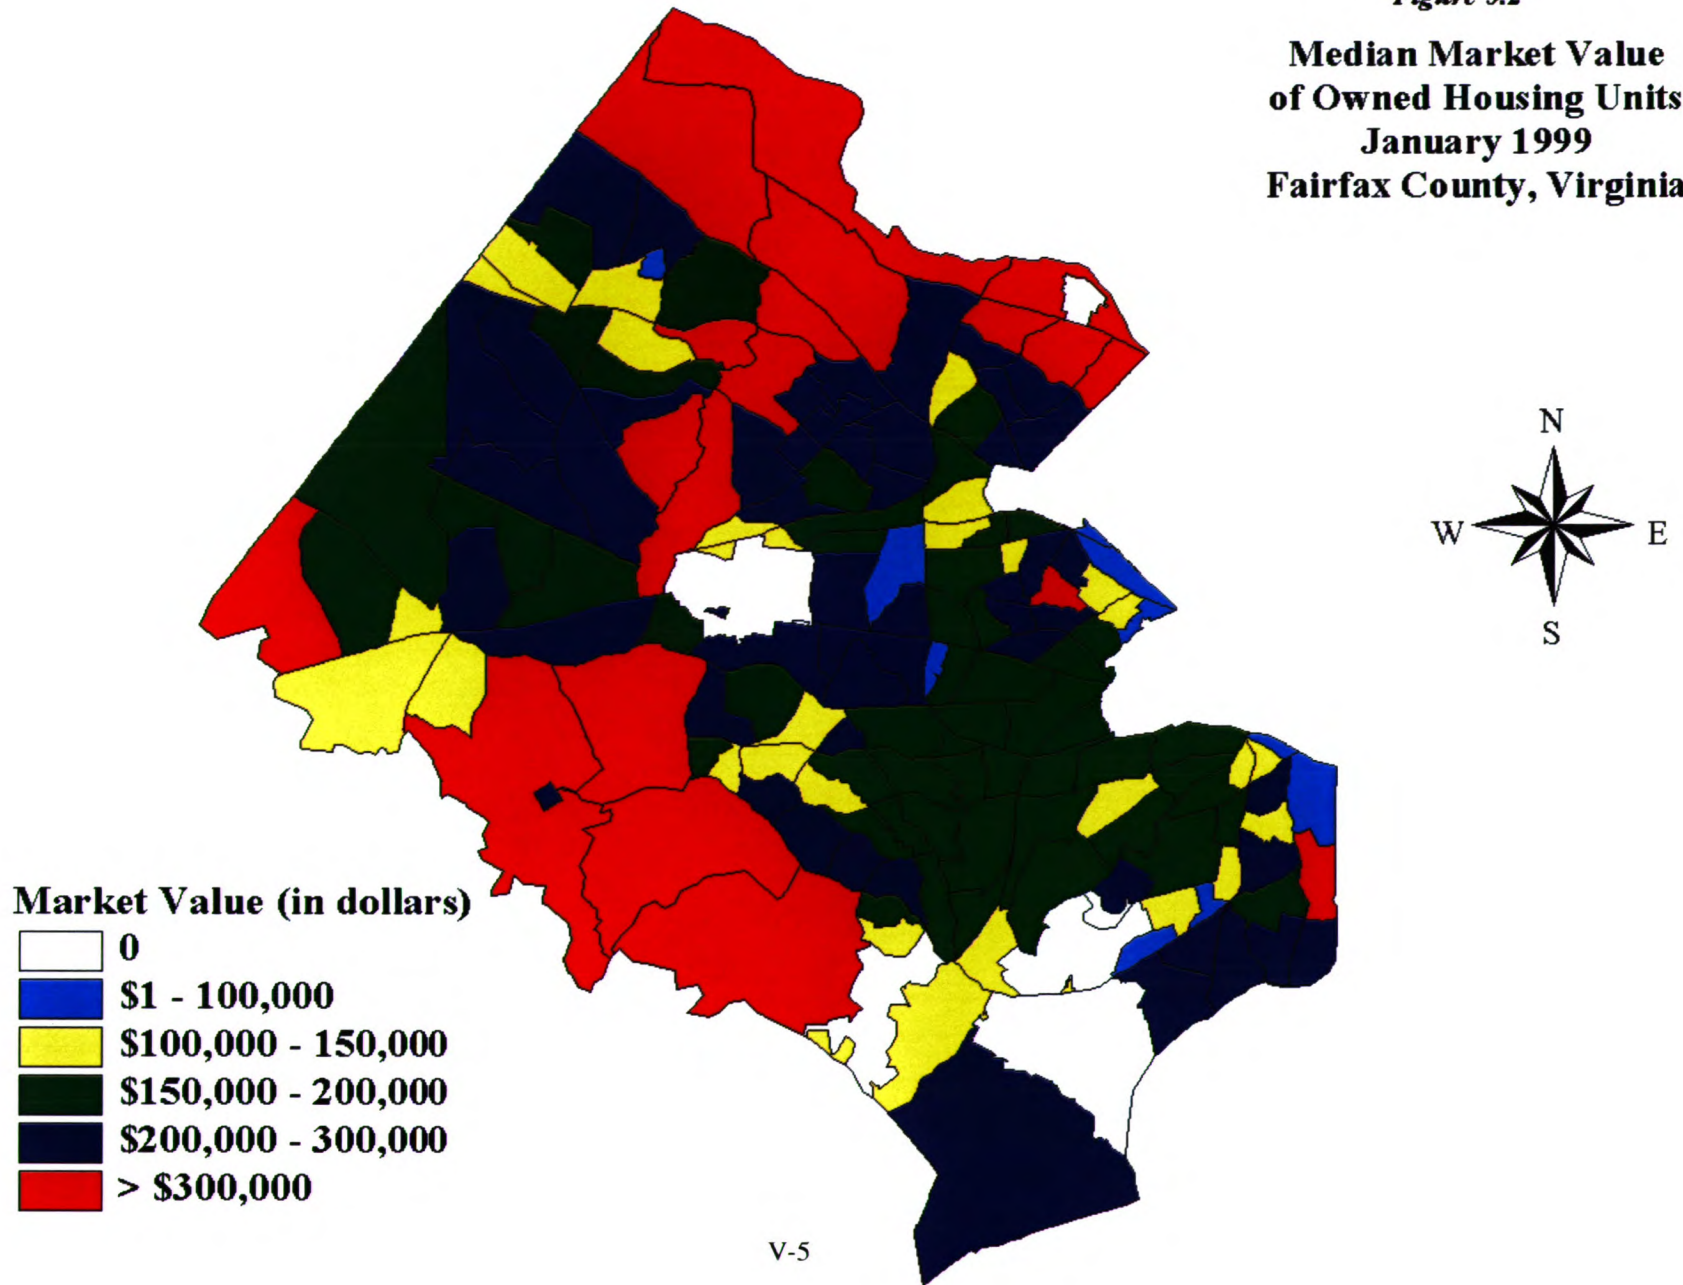 Median Market Value
of Owned Housing Units
January 1999
Fairfax County, Virginia
N
W E
S
Market Value (in dollars)
0
$1 - 100,000
$100,000 - 150,000
$150,000 - 200,000
$200,000 - 300,000
> $300,000
V-5